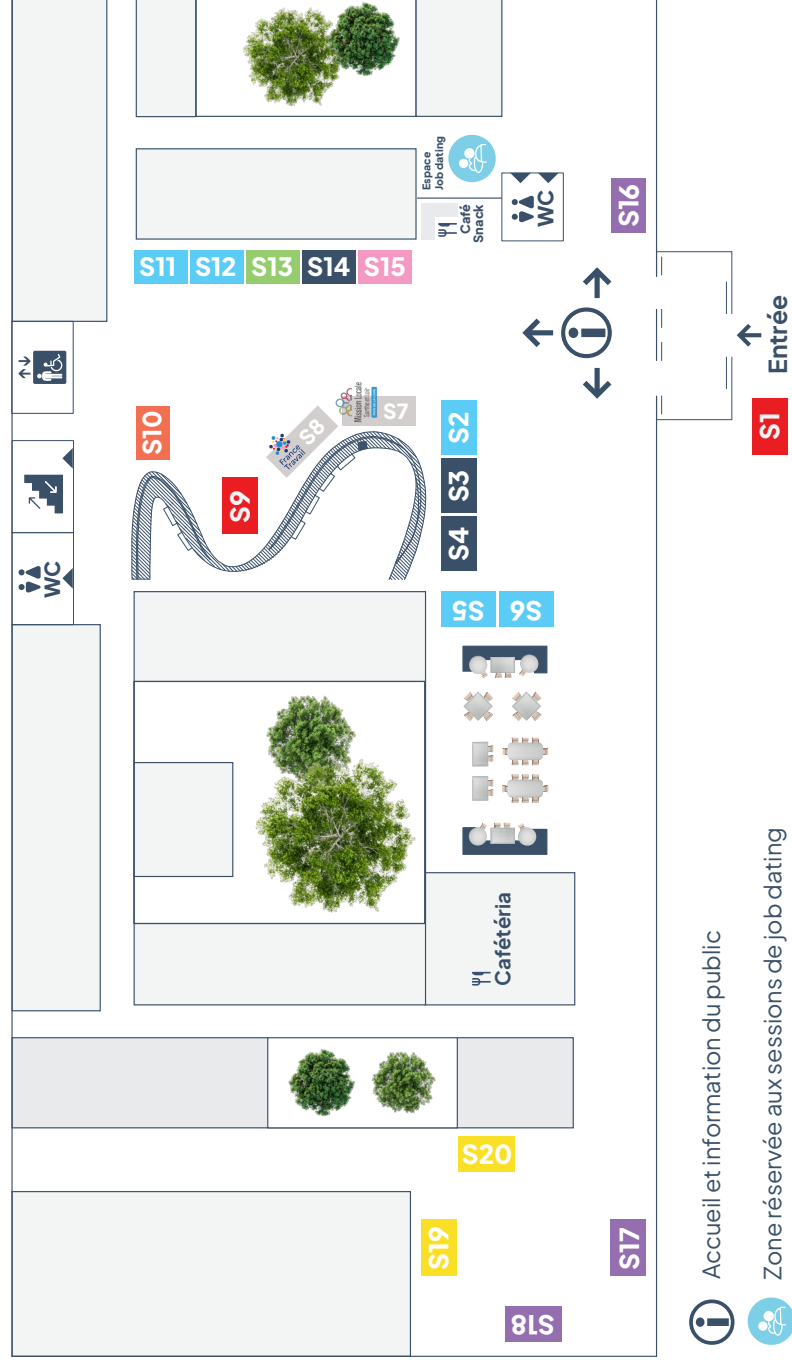 Espace
Job dating
Café
Snack
WC
S16
S11
S12
S13
S14
S15
Entrée
S1
S10
S9
France
Travail
S8
Mission Locale
S7
S2
S3
S4
S5
S6
WC
Cafétéria
S20
S19
S17
S18
Accueil et information du public
Zone réservée aux sessions de job dating